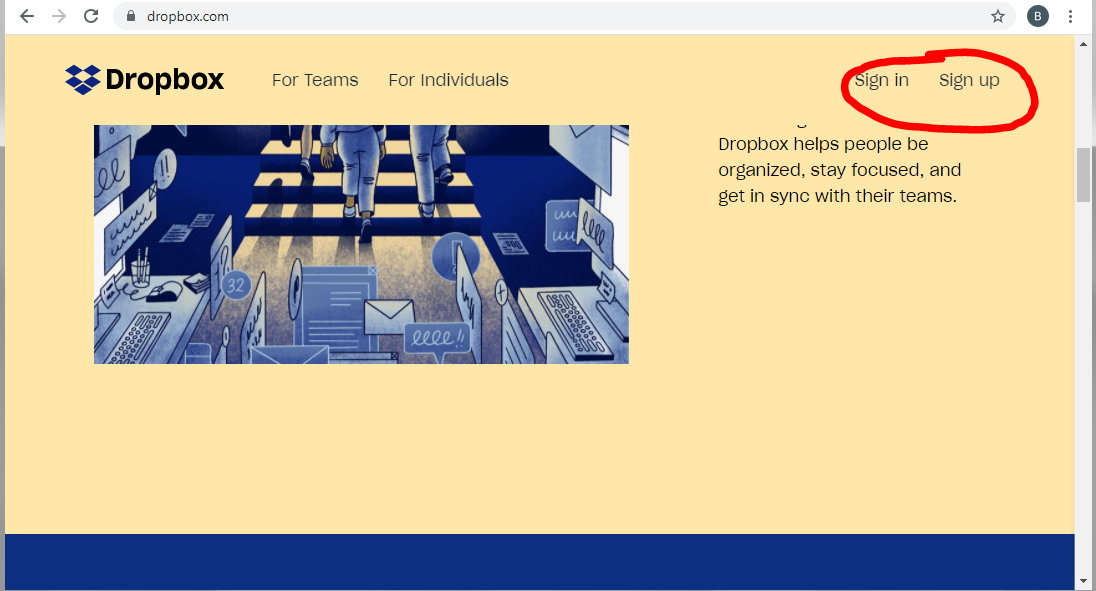 dropbox.com
B
Dropbox
For Teams
For Individuals
Sign in
Sign up
Dropbox helps people be
organized, stay focused, and
get in sync with their teams.
32